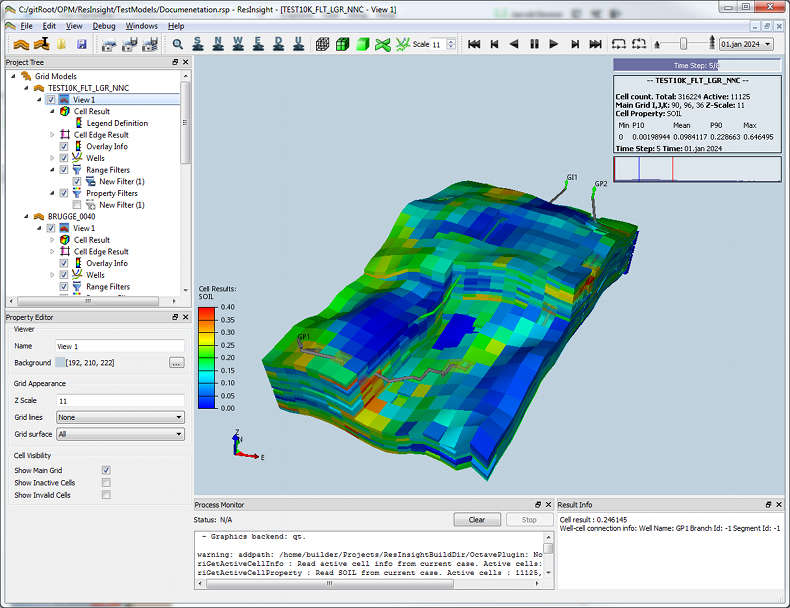 C:/gitRoot/OPM/ResInsight/TestModels/Documenetation.rsp - ResInsight - [TEST10K_FLT_LGR_NNC - View 1]
File Edit View Debug Windows Help
S N W E D U Scale 11 01.jan 2024
Project Tree
Grid Models
TEST10K_FLT_LGR_NNC
View 1
Cell Result
Legend Definition
Cell Edge Result
Overlay Info
Wells
Range Filters
New Filter (1)
Property Filters
New Filter (1)
BRUGGE_0040
View 1
Cell Result
Cell Edge Result
Overlay Info
Wells
Range Filters
Property Editor
Viewer
Name View 1
Background [192, 210, 222] ...
Grid Appearance
Z Scale 11
Grid lines None
Grid surface All
Cell Visibility
Show Main Grid
Show Inactive Cells
Show Invalid Cells
Time Step: 5/8
-- TEST10K_FLT_LGR_NNC --
Cell count. Total: 316224 Active: 11125
Main Grid I,J,K: 90, 96, 36 Z-Scale: 11
Cell Property: SOIL
Min P10 Mean P90 Max
0 0.00198944 0.0984117 0.228663 0.646495
Time Step: 5 Time: 01.jan 2024
GI1
GP2
GP1
Cell Results:
SOIL
0.40
0.35
0.30
0.25
0.20
0.15
0.10
0.05
0.00
Z
N
E
Process Monitor
Status: N/A Clear Stop
- Graphics backend: qt.
warning: addpath: /home/builder/Projects/ResInsightBuildDir/OctavePlugin: No
riGetActiveCellInfo : Read active cell info from current case. Active cells:
riGetActiveCellProperty : Read SOIL from current case. Active cells : 11125,
Result Info
Cell result : 0.246145
Well-cell connection info: Well Name: GP1 Branch Id: -1 Segment Id: -1